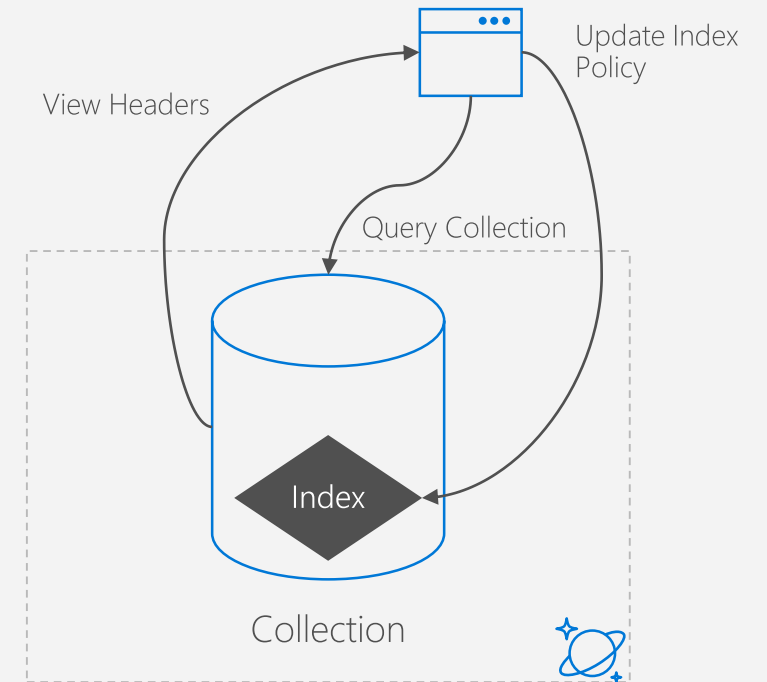 Update Index
Policy
View Headers
Query Collection
Index
Collection